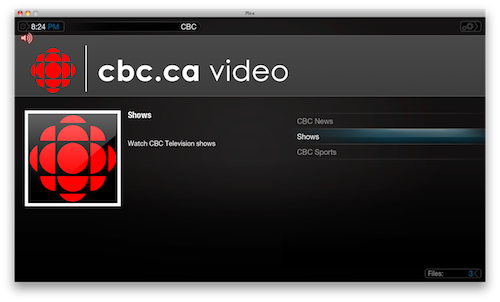 Plex
8:24 PM
CBC
cbc.ca video
Shows
Watch CBC Television shows
CBC News
Shows
CBC Sports
Files: 3